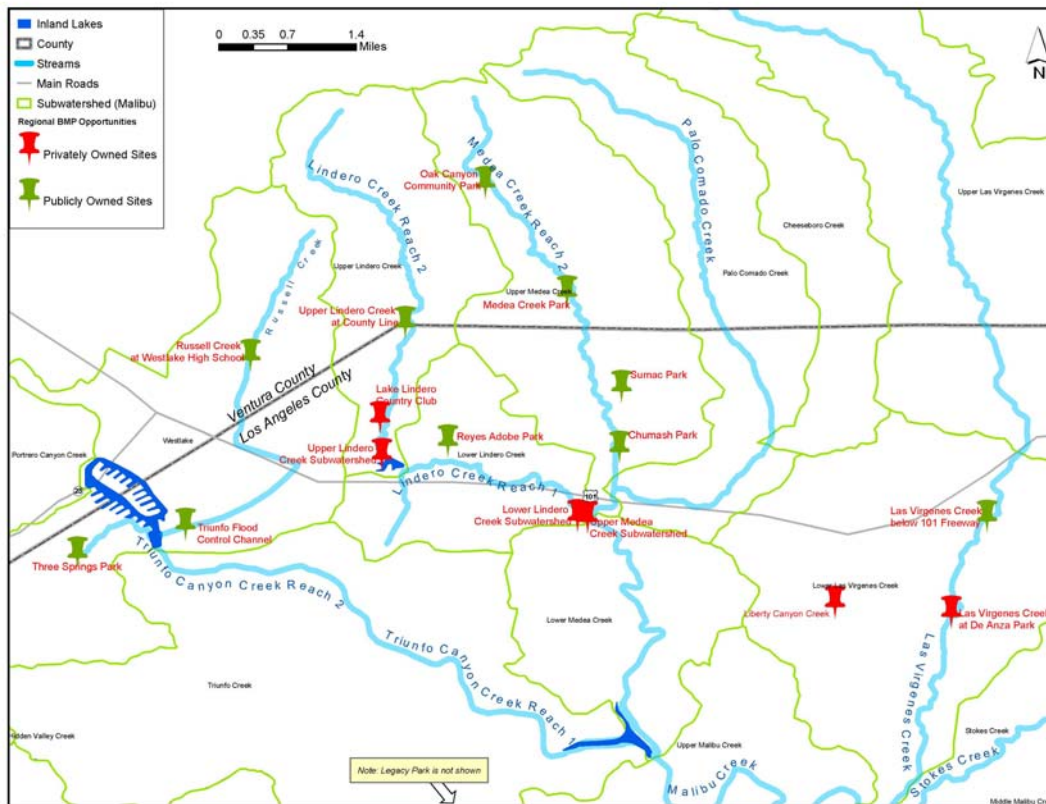 Inland Lakes
County
Streams
Main Roads
Subwatershed (Malibu)
Regional BMP Opportunities
Privately Owned Sites
Publicly Owned Sites
0 0.35 0.7 1.4
Miles
N
Lindero Creek Reach 2
Medea Creek Reach 2
Oak Canyon
Community Park
Palo Comado Creek
Upper Las Virgenes Creek
Cheeseboro Creek
Russell Creek
Upper Lindero Creek
Palo Comado Creek
Upper Medea Creek
Medea Creek Park
Upper Lindero Creek
at County Line
Russell Creek
at Westlake High School
Ventura County
Los Angeles County
Lake Lindero
Country Club
Sumac Park
Westlake
Upper Lindero
Creek Subwatershed
Reyes Adobe Park
Lower Lindero Creek
Chumash Park
Portrero Canyon Creek
23
Lindero Creek Reach 1
101
Lower Lindero
Creek Subwatershed
Upper Medea
Creek Subwatershed
Las Virgenes Creek
below 101 Freeway
Triunfo Flood
Control Channel
Three Springs Park
Triunfo Canyon Creek Reach 2
Lower Las Virgenes Creek
Liberty Canyon Creek
Las Virgenes Creek
at De Anza Park
Lower Medea Creek
Triunfo Canyon Creek Reach 1
Las Virgenes Creek
Triunfo Creek
Hidden Valley Creek
Upper Malibu Creek
Stokes Creek
Note: Legacy Park is not shown
Malibu Creek
Stokes Creek
Middle Malibu Cre